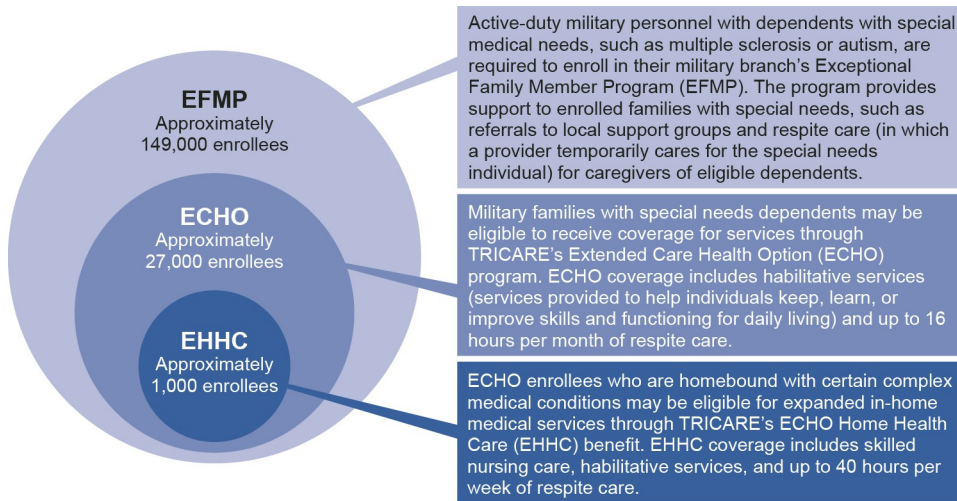 EFMP
Approximately
149,000 enrollees
ECHO
Approximately
27,000 enrollees
EHHC
Approximately
1,000 enrollees
Active-duty military personnel with dependents with special
medical needs, such as multiple sclerosis or autism, are
required to enroll in their military branch’s Exceptional
Family Member Program (EFMP). The program provides
support to enrolled families with special needs, such as
referrals to local support groups and respite care (in which
a provider temporarily cares for the special needs
individual) for caregivers of eligible dependents.
Military families with special needs dependents may be
eligible to receive coverage for services through
TRICARE’s Extended Care Health Option (ECHO)
program. ECHO coverage includes habilitative services
(services provided to help individuals keep, learn, or
improve skills and functioning for daily living) and up to 16
hours per month of respite care.
ECHO enrollees who are homebound with certain complex
medical conditions may be eligible for expanded in-home
medical services through TRICARE’s ECHO Home Health
Care (EHHC) benefit. EHHC coverage includes skilled
nursing care, habilitative services, and up to 40 hours per
week of respite care.